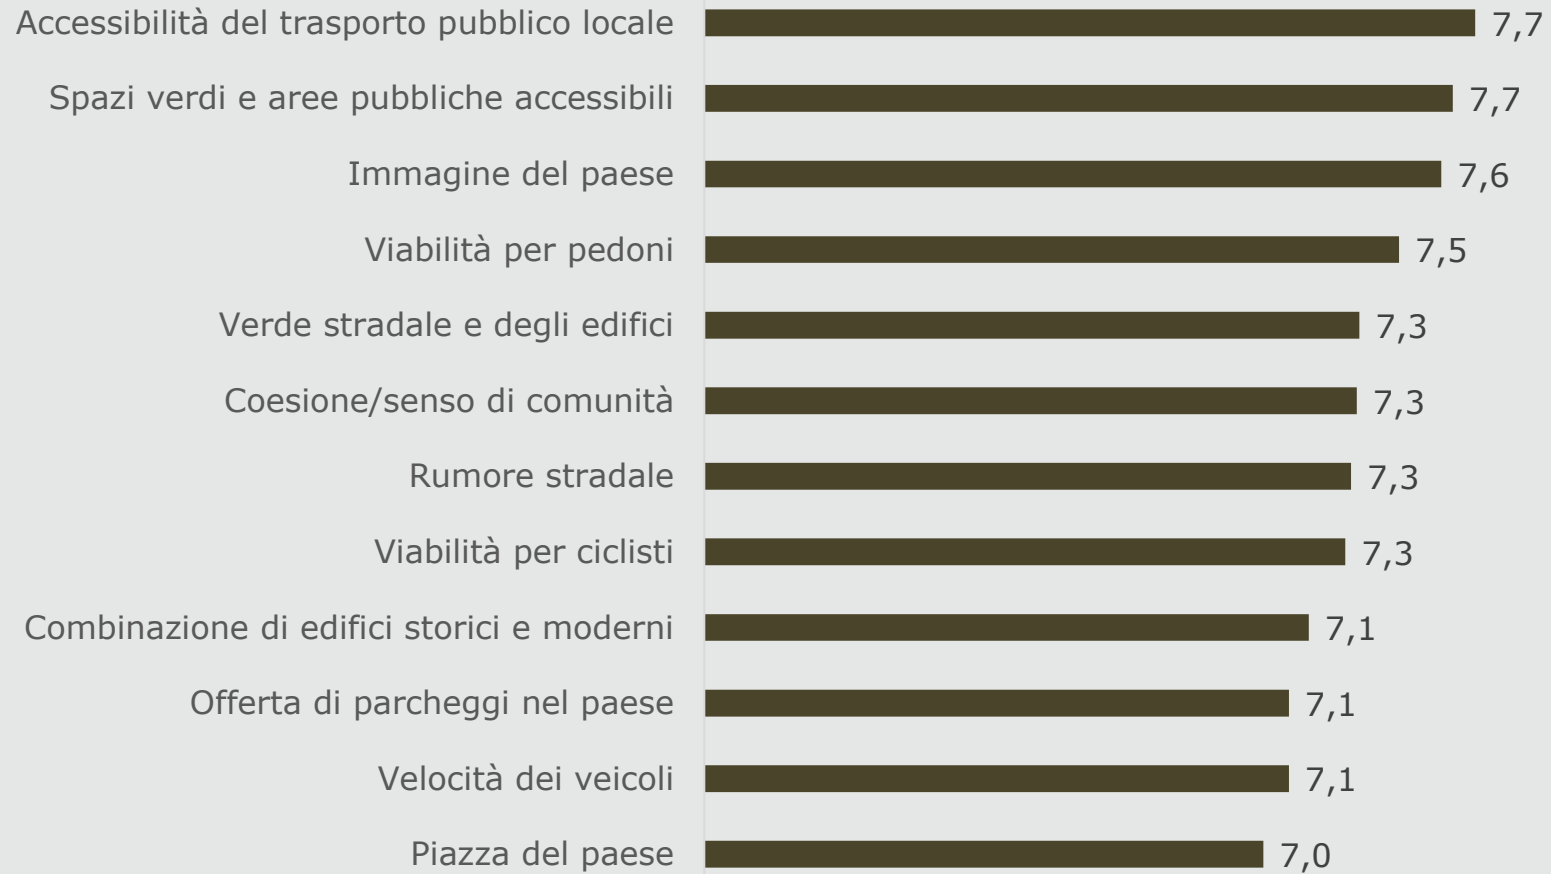 Accessibilità del trasporto pubblico locale 7,7
Spazi verdi e aree pubbliche accessibili 7,7
Immagine del paese 7,6
Viabilità per pedoni 7,5
Verde stradale e degli edifici 7,3
Coesione/senso di comunità 7,3
Rumore stradale 7,3
Viabilità per ciclisti 7,3
Combinazione di edifici storici e moderni 7,1
Offerta di parcheggi nel paese 7,1
Velocità dei veicoli 7,1
Piazza del paese 7,0